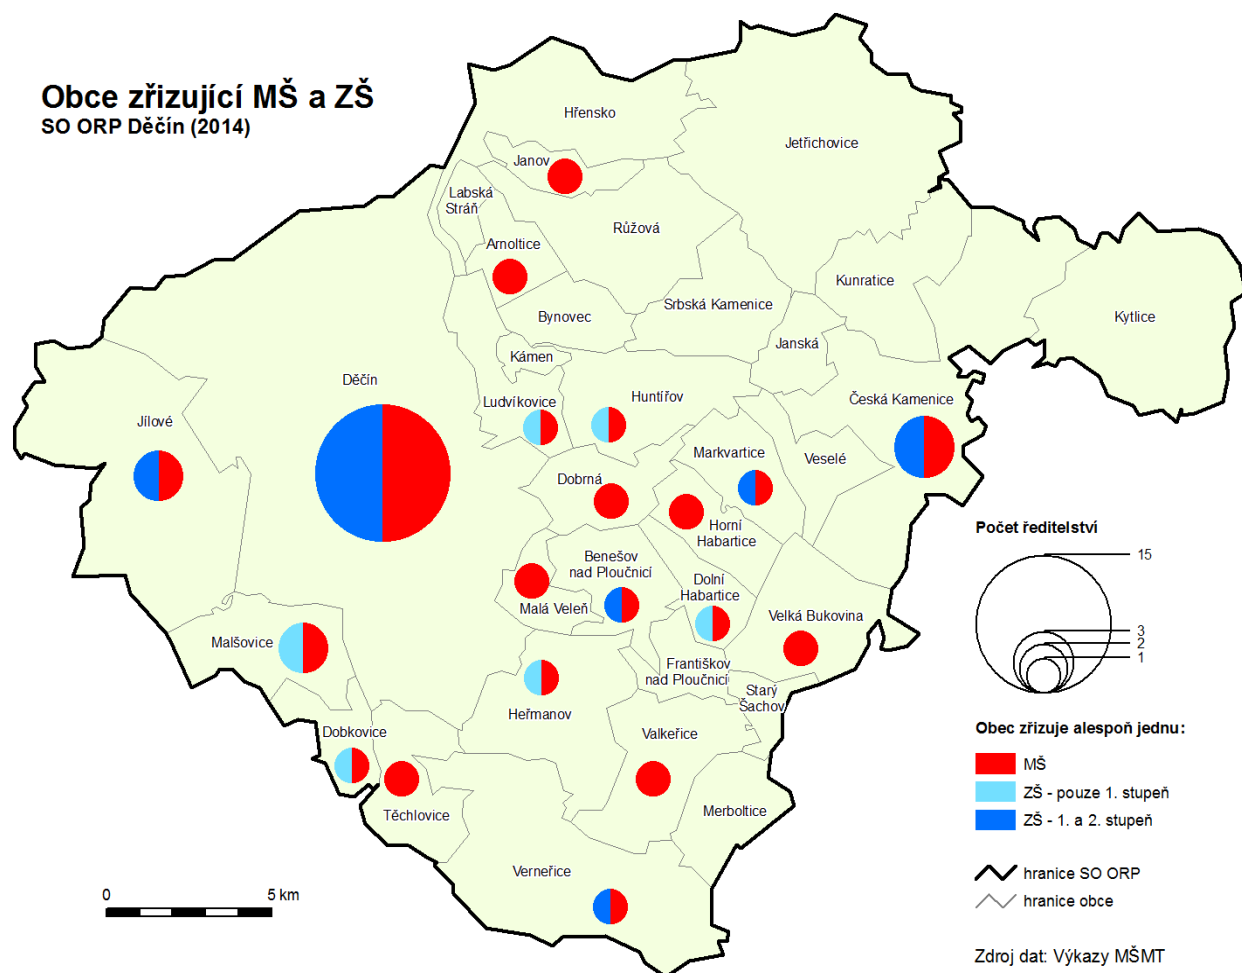 Obce zřizující MŠ a ZŠ
SO ORP Děčín (2014)
Hřensko
Jetřichovice
Janov
Labská
Stráň
Růžová
Arnoltice
Kunratice
Srbská Kamenice
Bynovec
Kytlice
Janská
Kámen
Děčín
Ludvíkovice
Huntířov
Česká Kamenice
Jílové
Markvartice
Veselé
Dobrná
Horní
Habartice
Benešov
nad Ploučnicí
Dolní
Habartice
Malá Veleň
Velká Bukovina
Malšovice
Františkov
nad Ploučnicí
Starý
Šachov
Heřmanov
Dobkovice
Valkeřice
Těchlovice
Merboltice
Verneřice
Počet ředitelství
15
3
2
1
Obec zřizuje alespoň jednu:
MŠ
ZŠ - pouze 1. stupeň
ZŠ - 1. a 2. stupeň
hranice SO ORP
hranice obce
0 5 km
Zdroj dat: Výkazy MŠMT